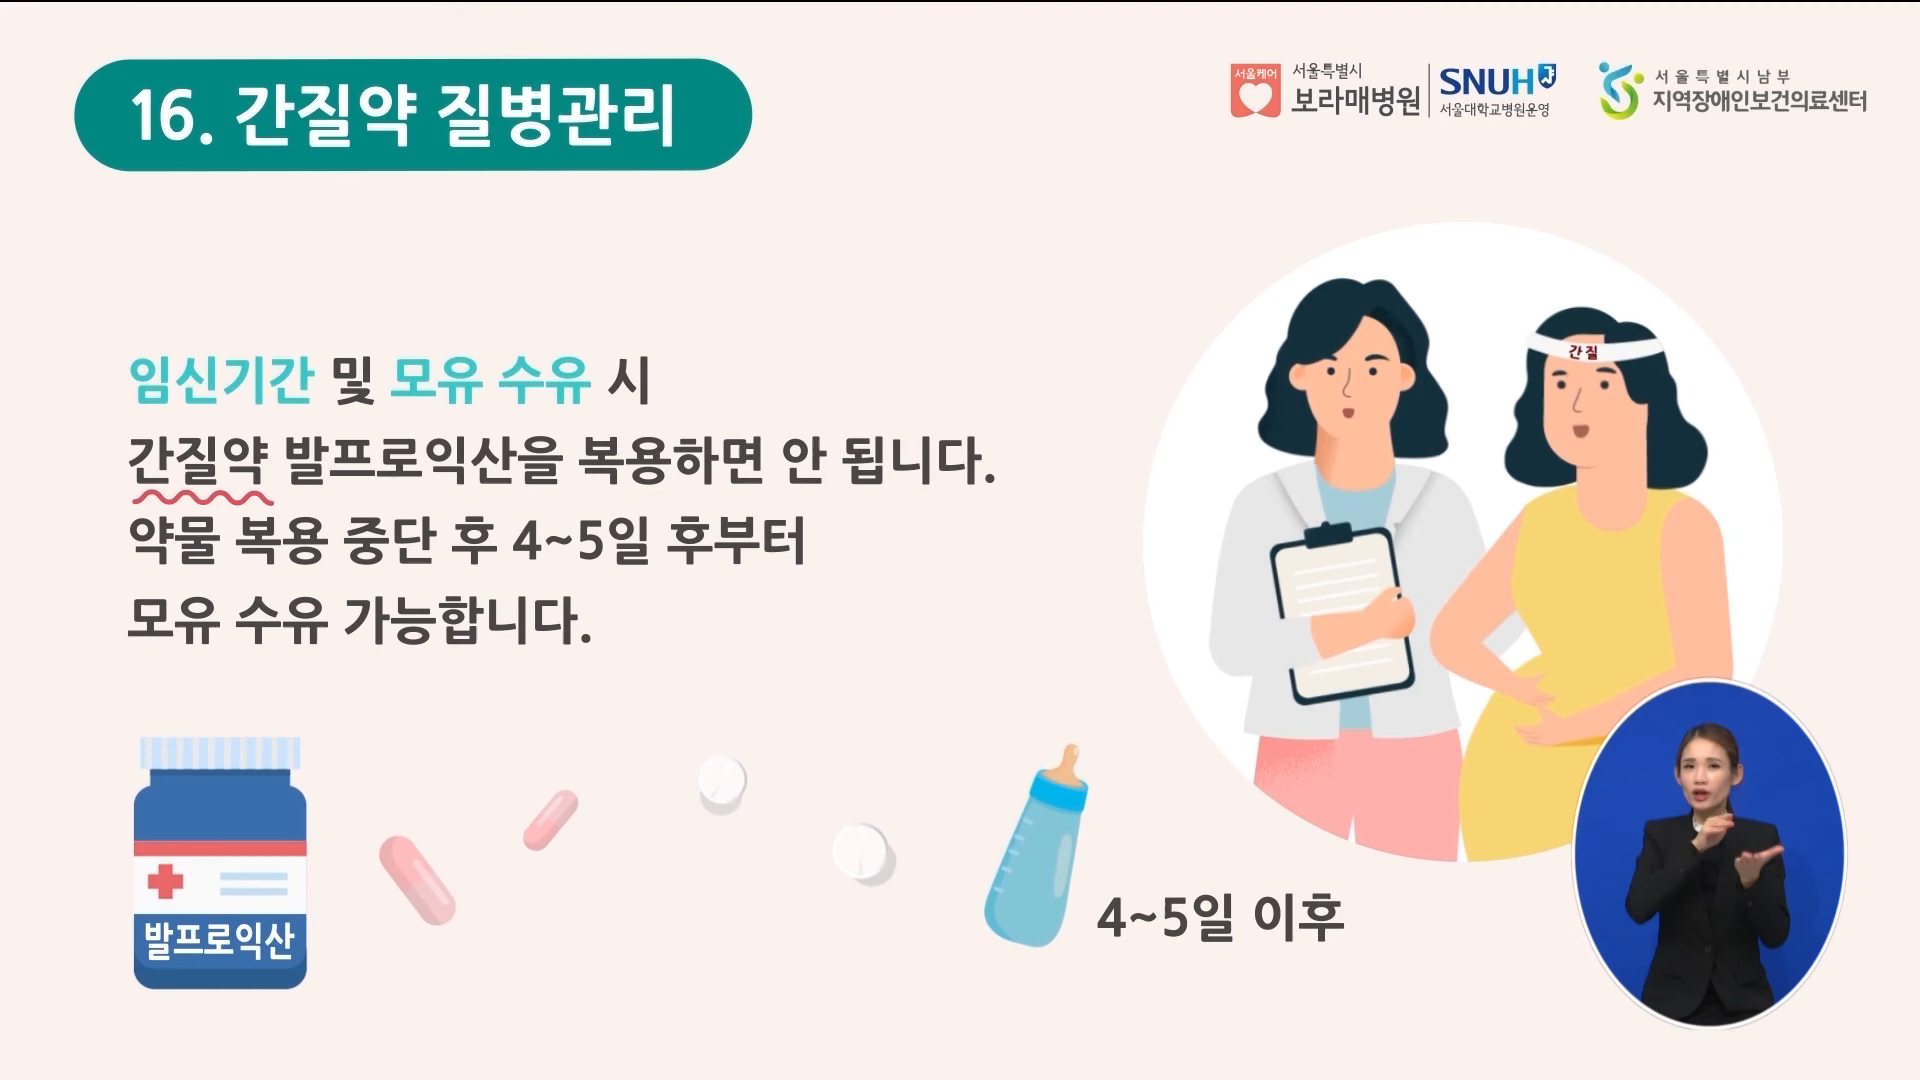 16. 간질약 질병관리
서울케어
서울특별시
보라매병원
SNUH
서울대학교병원운영
서울특별시남부
지역장애인보건의료센터
간질
임신기간 및 모유 수유 시
간질약 발프로익산을 복용하면 안 됩니다.
약물 복용 중단 후 4~5일 후부터
모유 수유 가능합니다.
발프로익산
4~5일 이후